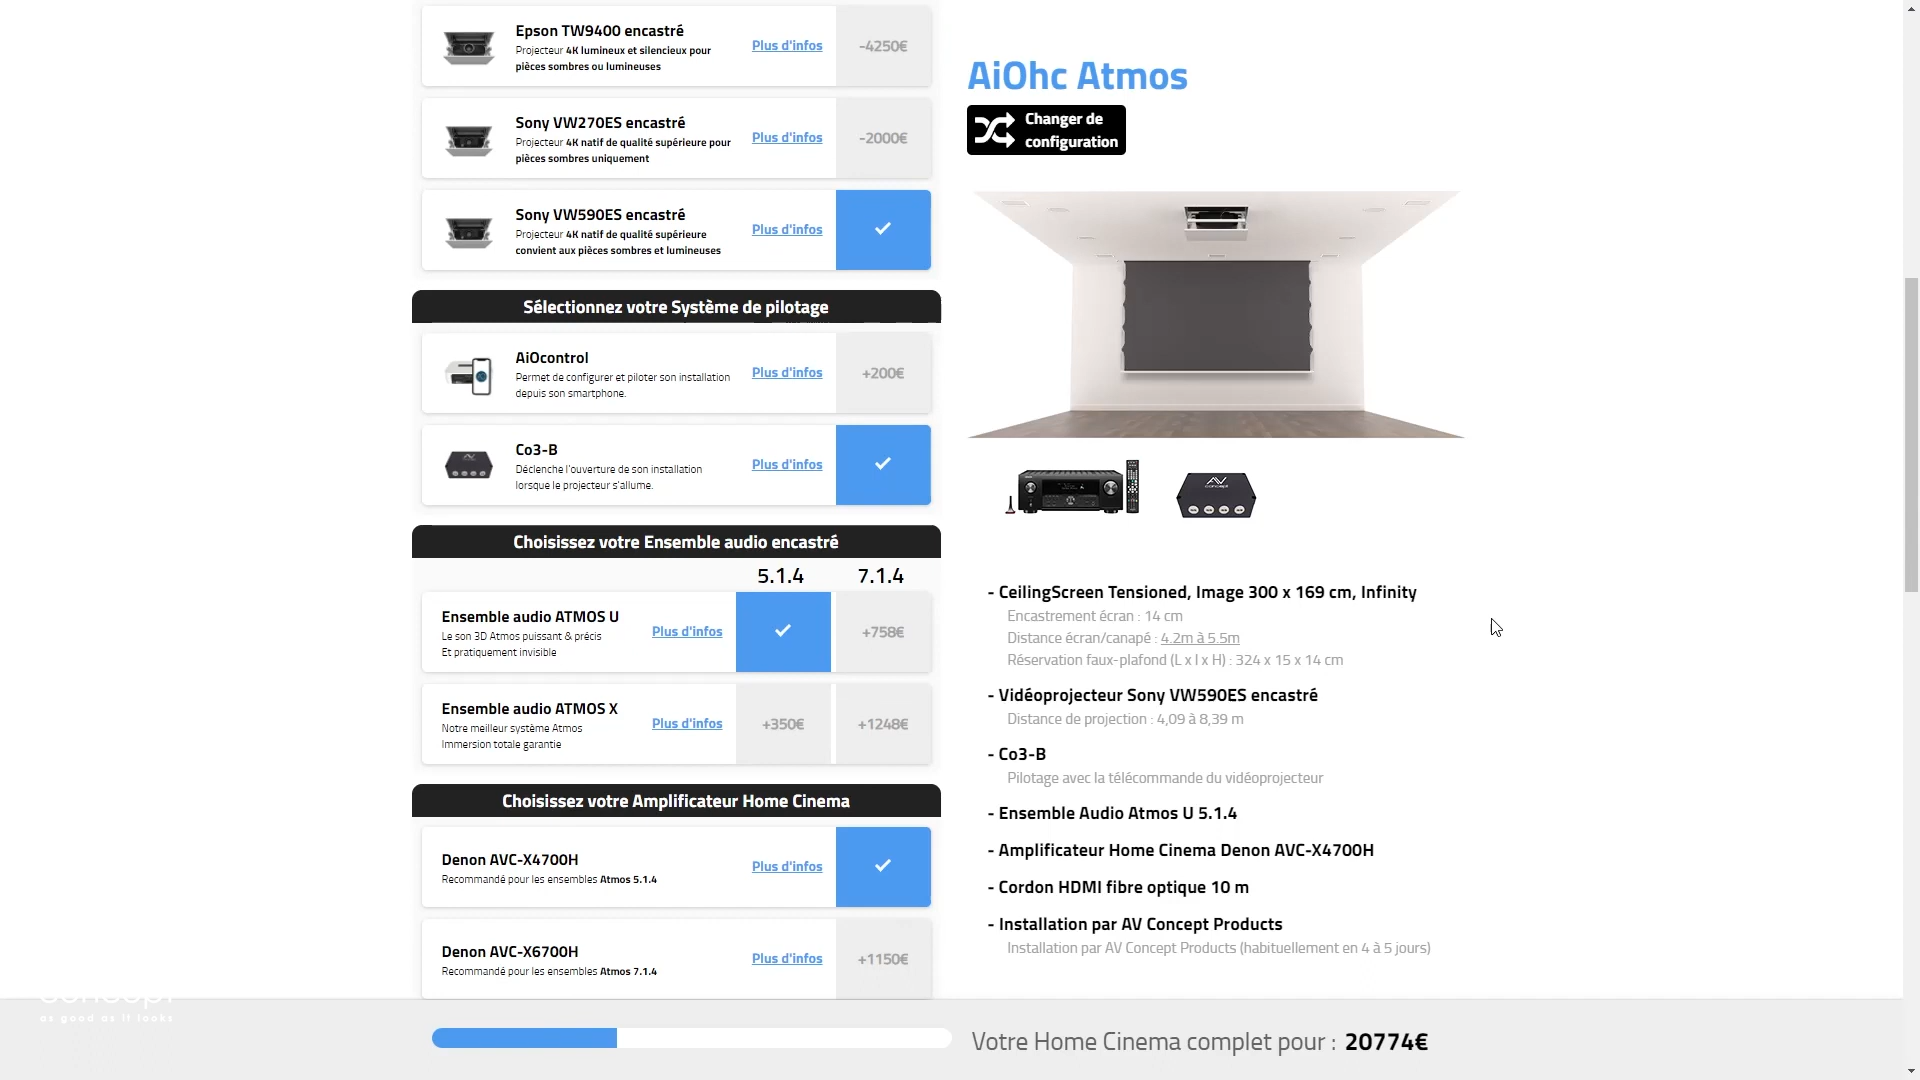 Epson TW9400 encastré
Projecteur 4K lumineux et silencieux pour
pièces sombres ou lumineuses
Plus d'infos
-4250€
Sony VW270ES encastré
Projecteur 4K natif de qualité supérieure pour
pièces sombres uniquement
Plus d'infos
-2000€
Sony VW590ES encastré
Projecteur 4K natif de qualité supérieure
convient aux pièces sombres et lumineuses
Plus d'infos
Sélectionnez votre Système de pilotage
AiOcontrol
Permet de configurer et piloter son installation
depuis son smartphone.
Plus d'infos
+200€
Co3-B
Déclenche l'ouverture de son installation
lorsque le projecteur s'allume.
Plus d'infos
Choisissez votre Ensemble audio encastré
5.1.4 7.1.4
Ensemble audio ATMOS U
Le son 3D Atmos puissant & précis
Et pratiquement invisible
Plus d'infos
+758€
Ensemble audio ATMOS X
Notre meilleur système Atmos
Immersion totale garantie
Plus d'infos
+350€
+1248€
Choisissez votre Amplificateur Home Cinema
Denon AVC-X4700H
Recommandé pour les ensembles Atmos 5.1.4
Plus d'infos
Denon AVC-X6700H
Recommandé pour les ensembles Atmos 7.1.4
Plus d'infos
+1150€
AiOhc Atmos
Changer de
configuration
AV
concept
- CeilingScreen Tensioned, Image 300 x 169 cm, Infinity
Encastrement écran : 14 cm
Distance écran/canapé : 4.2m à 5.5m
Réservation faux-plafond (L x l x H) : 324 x 15 x 14 cm
- Vidéoprojecteur Sony VW590ES encastré
Distance de projection : 4,09 à 8,39 m
- Co3-B
Pilotage avec la télécommande du vidéoprojecteur
- Ensemble Audio Atmos U 5.1.4
- Amplificateur Home Cinema Denon AVC-X4700H
- Cordon HDMI fibre optique 10 m
- Installation par AV Concept Products
Installation par AV Concept Products (habituellement en 4 à 5 jours)
concept
as good as it looks
Votre Home Cinema complet pour : 20774€